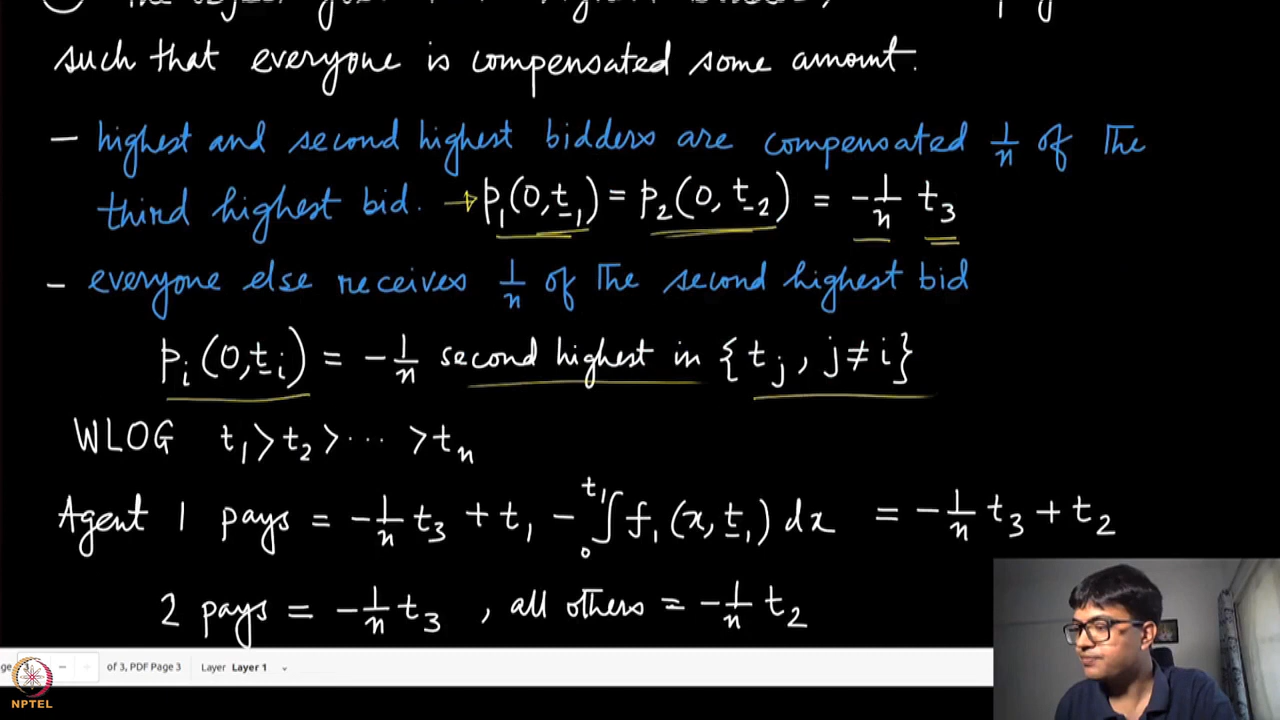 such that everyone is compensated some amount.
– highest and second highest bidders are compensated 1/n of the
third highest bid. → p₁(0, t₋₁) = p₂(0, t₋₂) = -1/n t₃
– everyone else receives 1/n of the second highest bid
pᵢ(0, t₋ᵢ) = -1/n second highest in {tⱼ, j≠i}
WLOG t₁ > t₂ > ··· > tₙ
Agent 1 pays = -1/n t₃ + t₁ - ∫₀^t₁ f₁(x, t₋₁) dx = -1/n t₃ + t₂
2 pays = -1/n t₃ , all others = -1/n t₂
ge of 3, PDF Page 3 Layer Layer 1
NPTEL